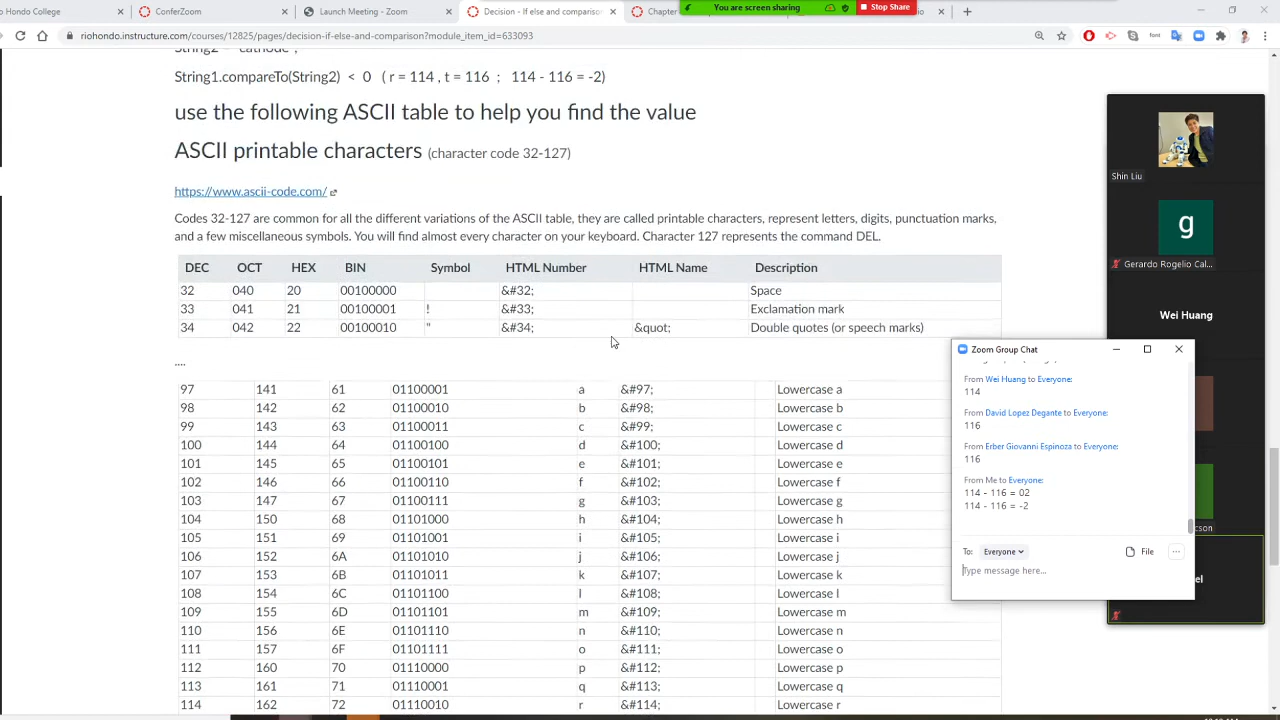 o Hondo College
ConferZoom
Launch Meeting - Zoom
Decision - If else and comparison
Chapter
You are screen sharing
Stop Share
riohondo.instructure.com/courses/12825/pages/decision-if-else-and-comparison?module_item_id=633093
String2 = "cathode";
String1.compareTo(String2) < 0 ( r = 114 , t = 116 ; 114 - 116 = -2)
use the following ASCII table to help you find the value
ASCII printable characters (character code 32-127)
https://www.ascii-code.com/
Codes 32-127 are common for all the different variations of the ASCII table, they are called printable characters, represent letters, digits, punctuation marks,
and a few miscellaneous symbols. You will find almost every character on your keyboard. Character 127 represents the command DEL.
DEC OCT HEX BIN Symbol HTML Number HTML Name Description
32 040 20 00100000 &#32; Space
33 041 21 00100001 ! &#33; Exclamation mark
34 042 22 00100010 " &#34; &quot; Double quotes (or speech marks)
....
97 141 61 01100001 a &#97; Lowercase a
98 142 62 01100010 b &#98; Lowercase b
99 143 63 01100011 c &#99; Lowercase c
100 144 64 01100100 d &#100; Lowercase d
101 145 65 01100101 e &#101; Lowercase e
102 146 66 01100110 f &#102; Lowercase f
103 147 67 01100111 g &#103; Lowercase g
104 150 68 01101000 h &#104; Lowercase h
105 151 69 01101001 i &#105; Lowercase i
106 152 6A 01101010 j &#106; Lowercase j
107 153 6B 01101011 k &#107; Lowercase k
108 154 6C 01101100 l &#108; Lowercase l
109 155 6D 01101101 m &#109; Lowercase m
110 156 6E 01101110 n &#110; Lowercase n
111 157 6F 01101111 o &#111; Lowercase o
112 160 70 01110000 p &#112; Lowercase p
113 161 71 01110001 q &#113; Lowercase q
114 162 72 01110010 r &#114; Lowercase r
Shin Liu
g
Gerardo Rogelio Cal...
Wei Huang
Zoom Group Chat
From Wei Huang to Everyone:
114
From David Lopez Degante to Everyone:
116
From Erber Giovanni Espinoza to Everyone:
116
From Me to Everyone:
114 - 116 = 02
114 - 116 = -2
To: Everyone File ...
Type message here...
cson
el